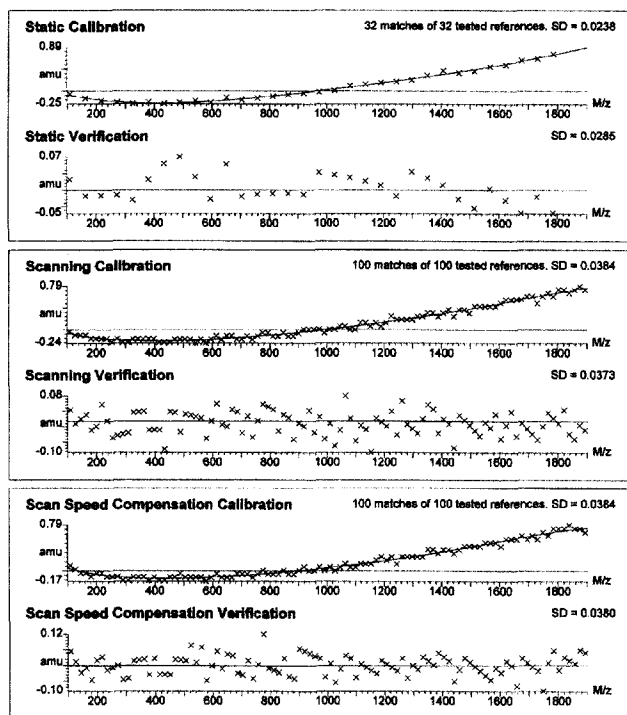 Static Calibration 32 matches of 32 tested references. SD = 0.0238
0.89
amu
-0.25
200 400 600 800 1000 1200 1400 1600 1800 M/z
Static Verification SD = 0.0285
0.07
amu
-0.05
200 400 600 800 1000 1200 1400 1600 1800 M/z
Scanning Calibration 100 matches of 100 tested references. SD = 0.0384
0.79
amu
-0.24
200 400 600 800 1000 1200 1400 1600 1800 M/z
Scanning Verification SD = 0.0373
0.08
amu
-0.10
200 400 600 800 1000 1200 1400 1600 1800 M/z
Scan Speed Compensation Calibration 100 matches of 100 tested references. SD = 0.0384
0.79
amu
-0.17
200 400 600 800 1000 1200 1400 1600 1800 M/z
Scan Speed Compensation Verification SD = 0.0380
0.12
amu
-0.10
200 400 600 800 1000 1200 1400 1600 1800 M/z